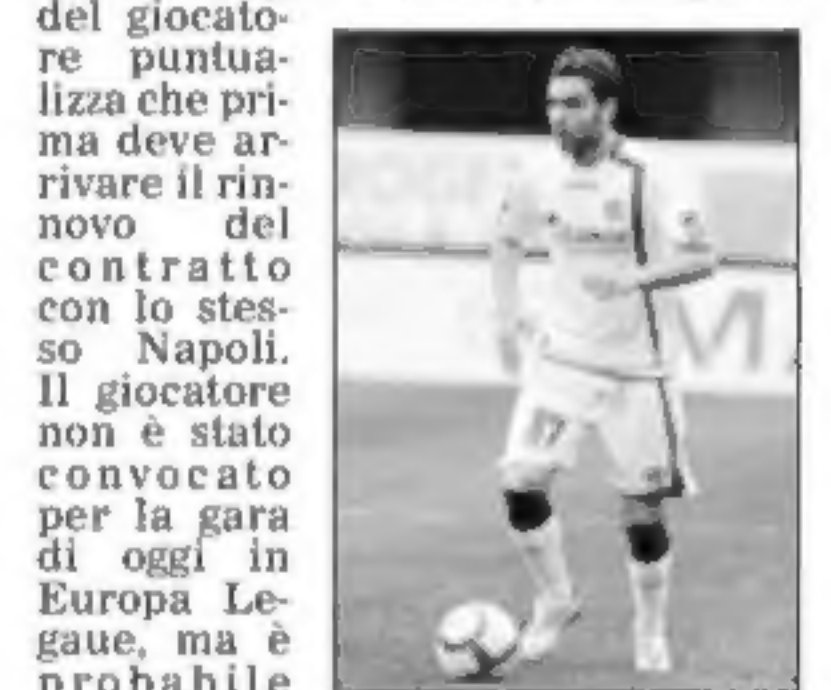 del giocato-
re puntua-
lizza che pri-
ma deve ar-
rivare il rin-
novo del
contratto
con lo stes-
so Napoli.
Il giocatore
non è stato
convocato
per la gara
di oggi in
Europa Le-
gaue, ma è
probabile
M
17